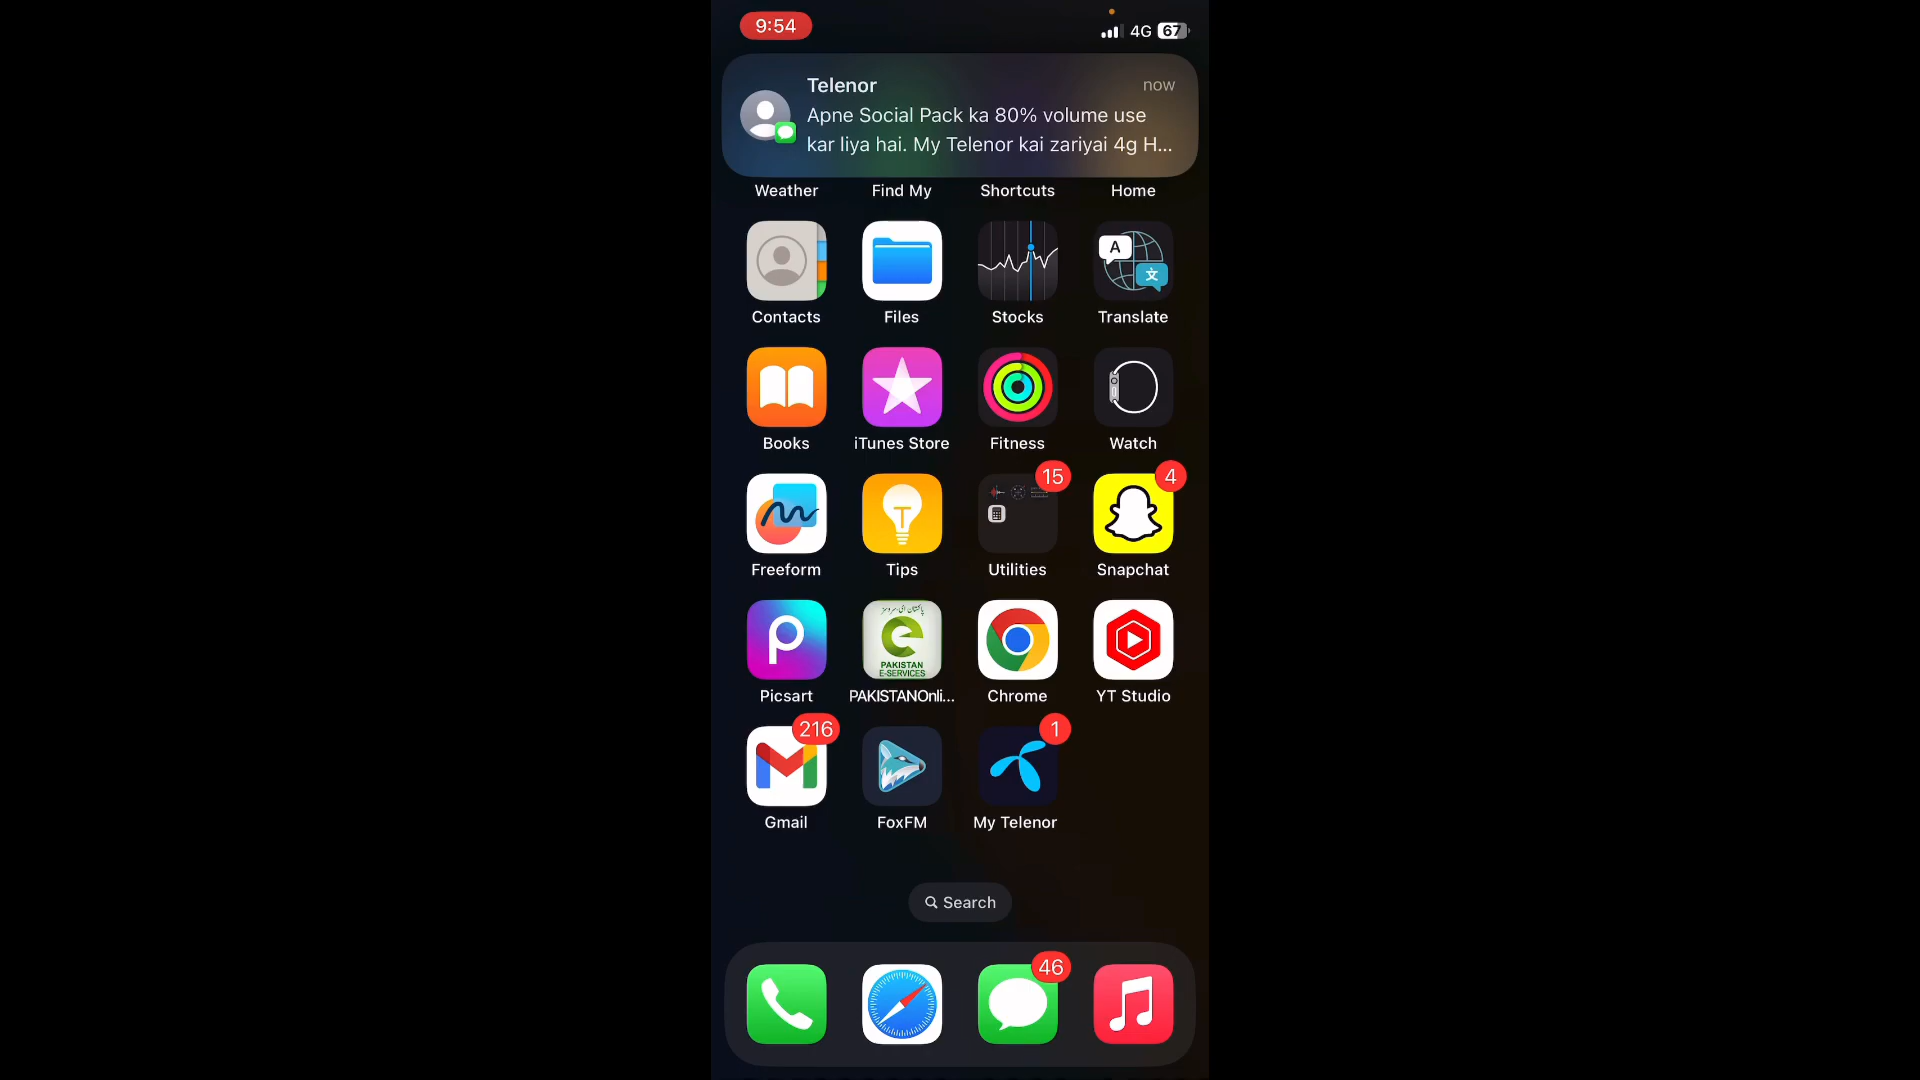 9:54
4G 67
Telenor
now
Apne Social Pack ka 80% volume use
kar liya hai. My Telenor kai zariyai 4g H...
Weather Find My Shortcuts Home
A
文
Contacts Files Stocks Translate
Books iTunes Store Fitness Watch
15 4
Freeform Tips Utilities Snapchat
پاکستان ای-سروسز
PAKISTAN
E-SERVICES
Picsart PAKISTANOnli... Chrome YT Studio
216 1
Gmail FoxFM My Telenor
Search
46